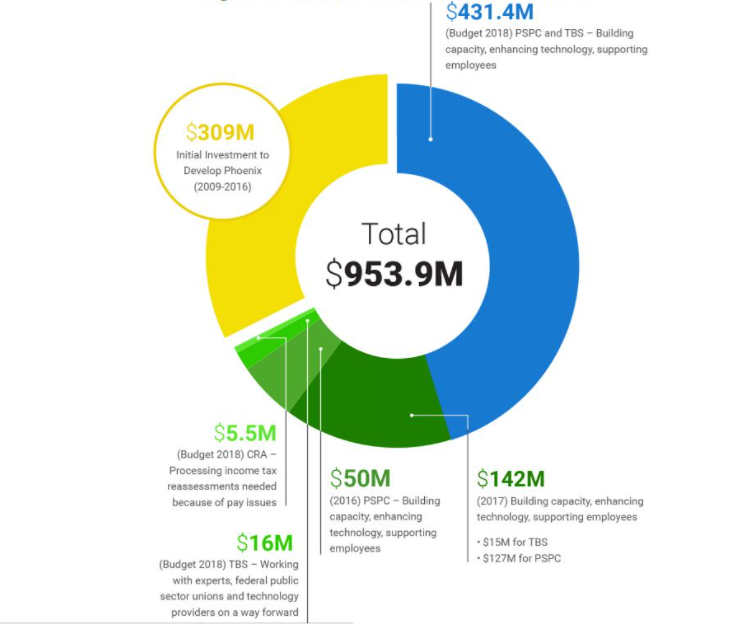 $431.4M
(Budget 2018) PSPC and TBS – Building
capacity, enhancing technology, supporting
employees
$309M
Initial Investment to
Develop Phoenix
(2009-2016)
Total
$953.9M
$5.5M
(Budget 2018) CRA –
Processing income tax
reassessments needed
because of pay issues
$50M
(2016) PSPC – Building
capacity, enhancing
technology, supporting
employees
$142M
(2017) Building capacity, enhancing
technology, supporting employees
• $15M for TBS
• $127M for PSPC
$16M
(Budget 2018) TBS – Working
with experts, federal public
sector unions and technology
providers on a way forward